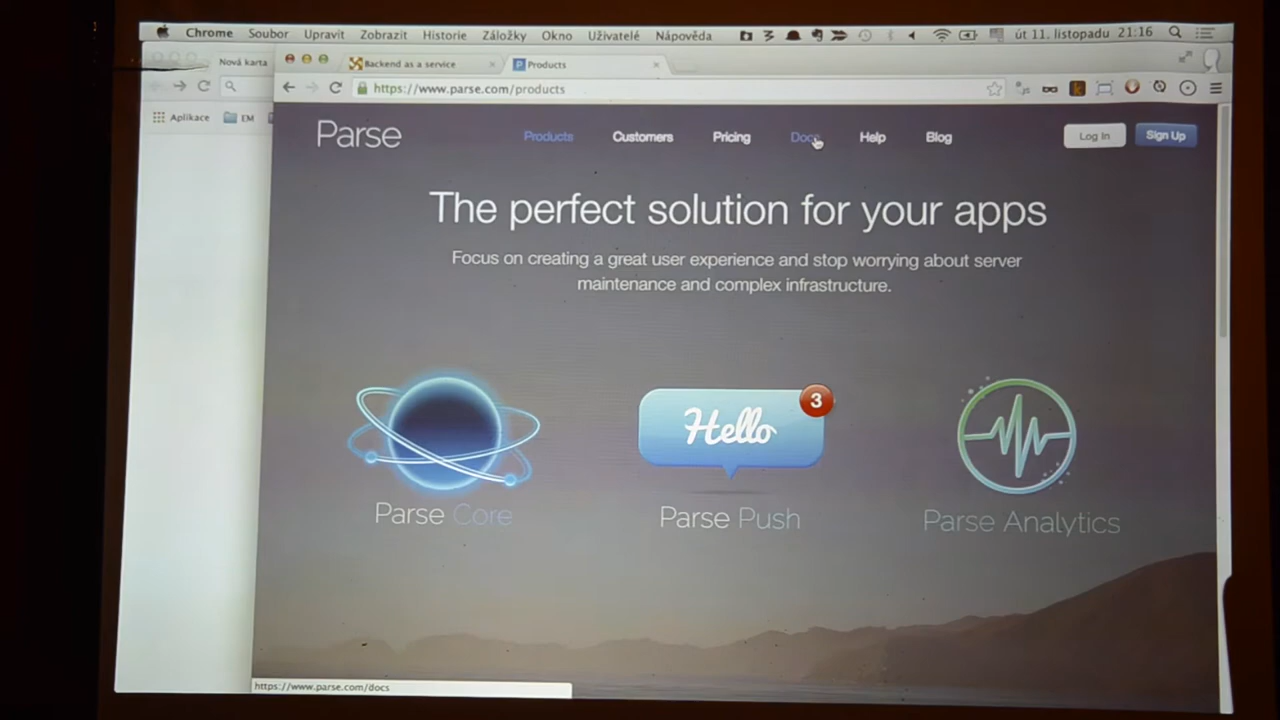 Chrome Soubor Upravit Zobrazit Historie Záložky Okno Uživatelé Nápověda út 11. listopadu 21:16
Nová karta Backend as a service Products
https://www.parse.com/products
Aplikace EM
Parse Products Customers Pricing Docs Help Blog Log In Sign Up
The perfect solution for your apps
Focus on creating a great user experience and stop worrying about server
maintenance and complex infrastructure.
Hello 3
Parse Core Parse Push Parse Analytics
https://www.parse.com/docs